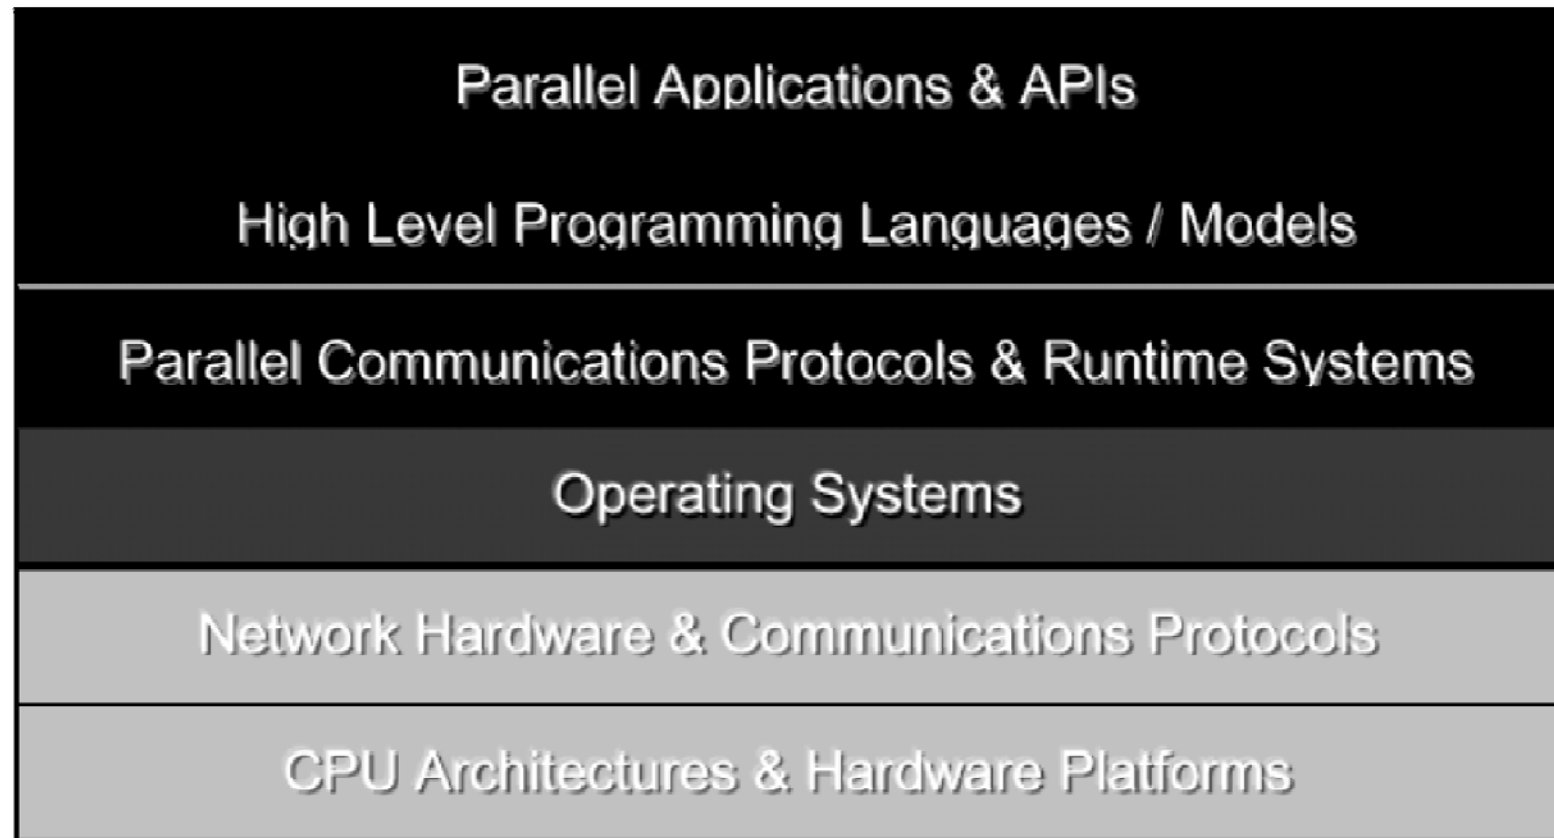 Parallel Applications & APIs
High Level Programming Languages / Models
Parallel Communications Protocols & Runtime Systems
Operating Systems
Network Hardware & Communications Protocols
CPU Architectures & Hardware Platforms